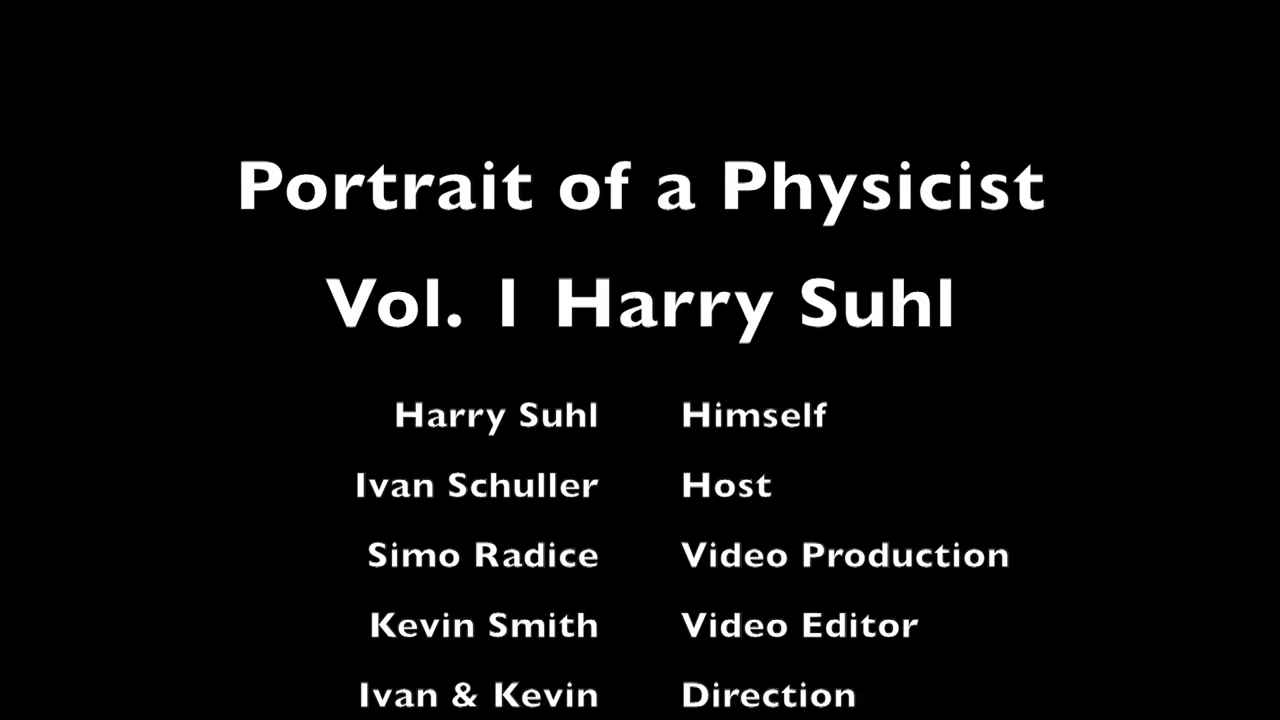 Portrait of a Physicist
Vol. 1 Harry Suhl
Harry Suhl Himself
Ivan Schuller Host
Simo Radice Video Production
Kevin Smith Video Editor
Ivan & Kevin Direction